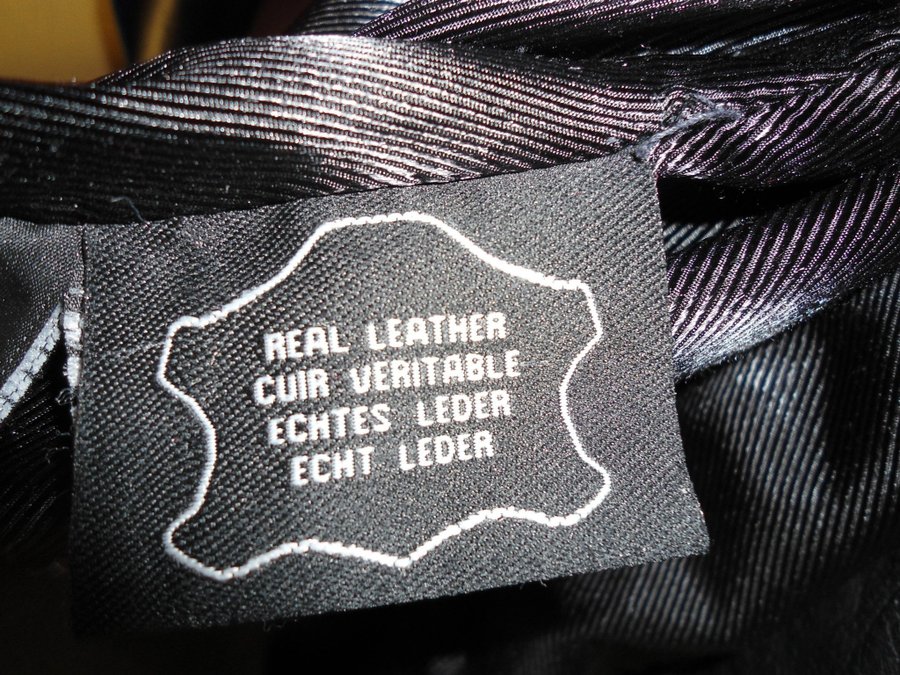 REAL LEATHER
CUIR VERITABLE
ECHTES LEDER
ECHT LEDER